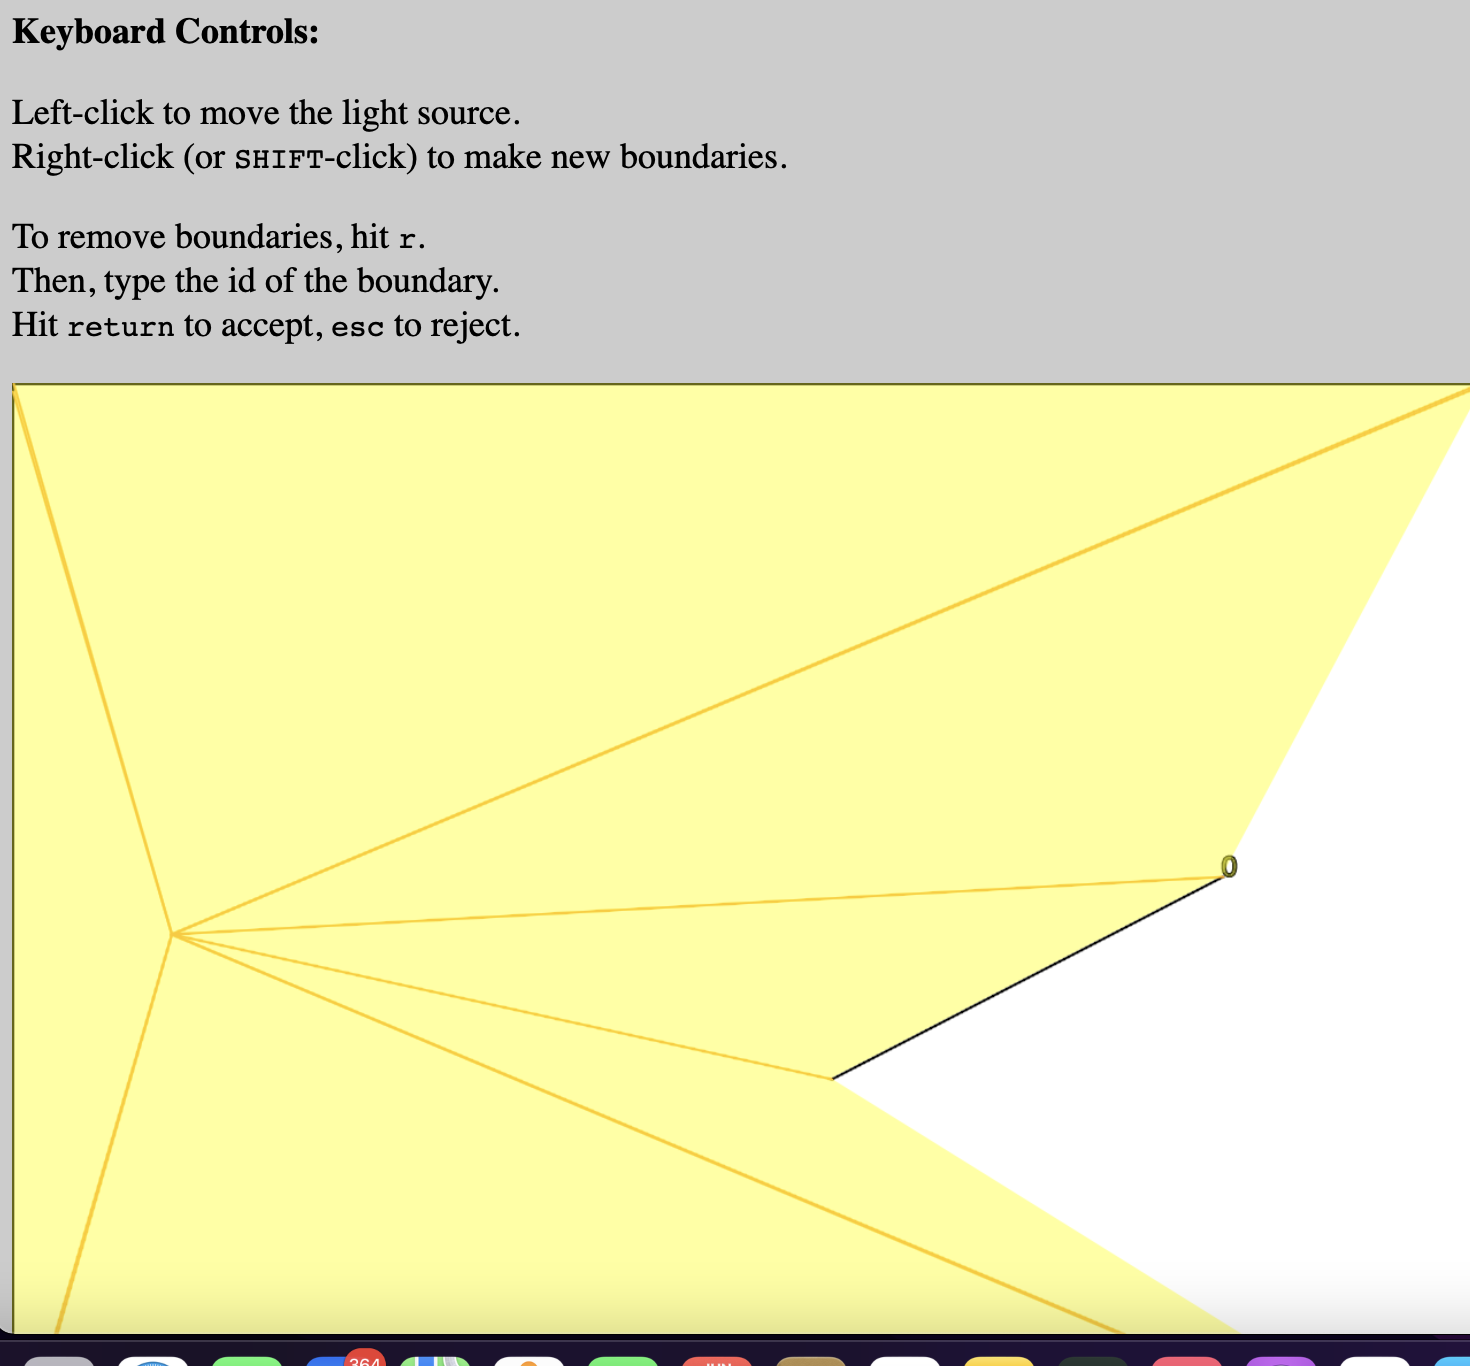 Keyboard Controls:
Left-click to move the light source.
Right-click (or SHIFT-click) to make new boundaries.
To remove boundaries, hit r.
Then, type the id of the boundary.
Hit return to accept, esc to reject.
0
364
JUN